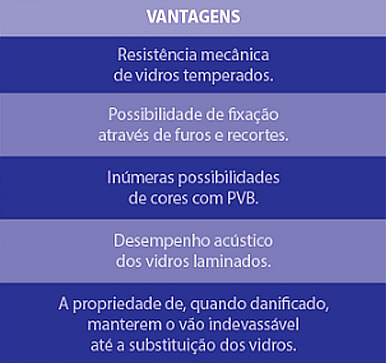 VANTAGENS
Resistência mecânica
de vidros temperados.
Possibilidade de fixação
através de furos e recortes.
Inúmeras possibilidades
de cores com PVB.
Desempenho acústico
dos vidros laminados.
A propriedade de, quando danificado,
manterem o vão indevassável
até a substituição dos vidros.